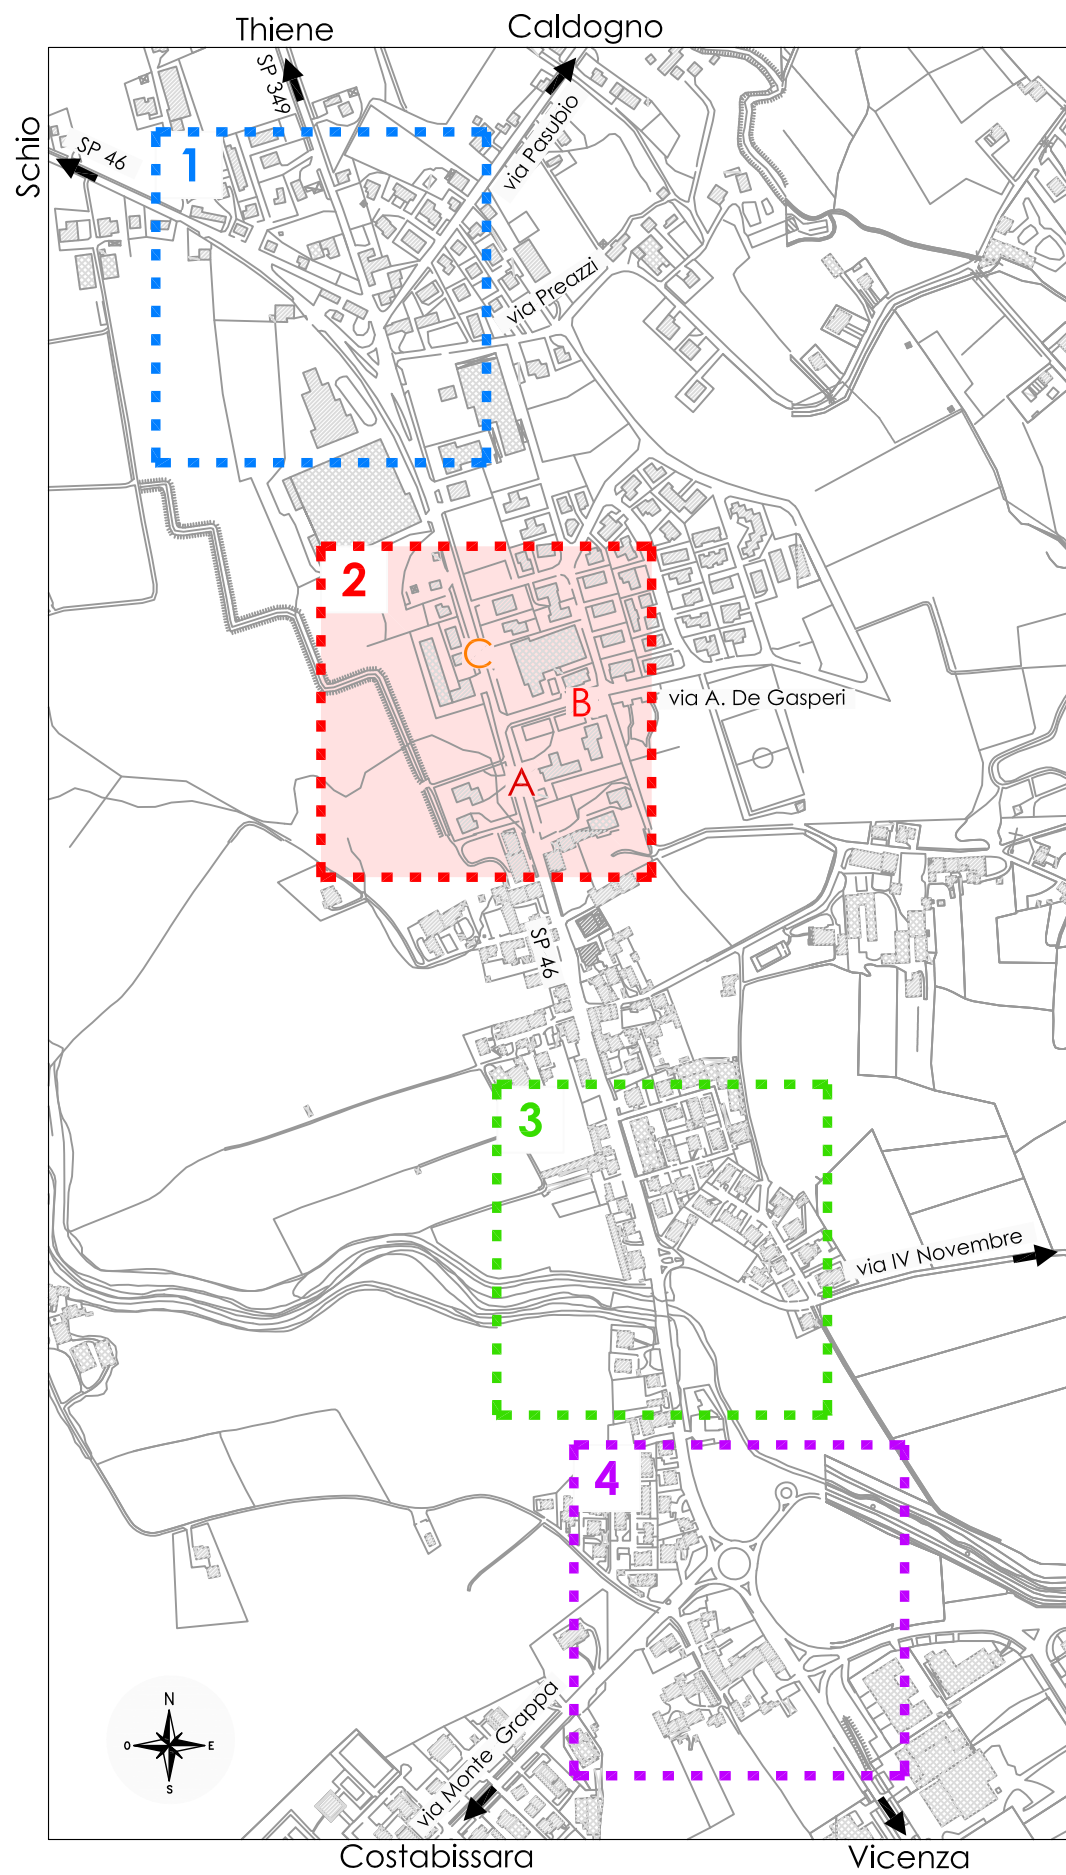 Thiene
Caldogno
Schio
SP 46
SP 349
via Pasubio
1
via Preazzi
2
C
B
via A. De Gasperi
A
SP 46
3
via IV Novembre
4
via Monte Grappa
N
O
E
S
Costabissara
Vicenza